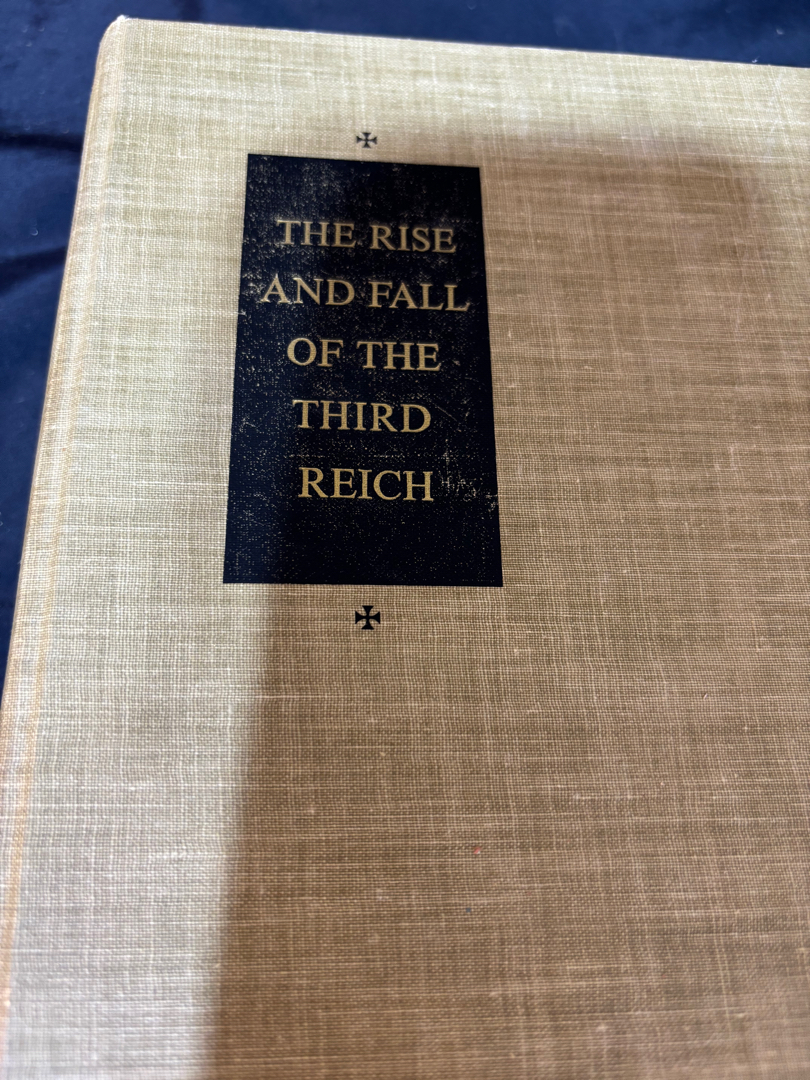 THE RISE
AND FALL
OF THE
THIRD
REICH